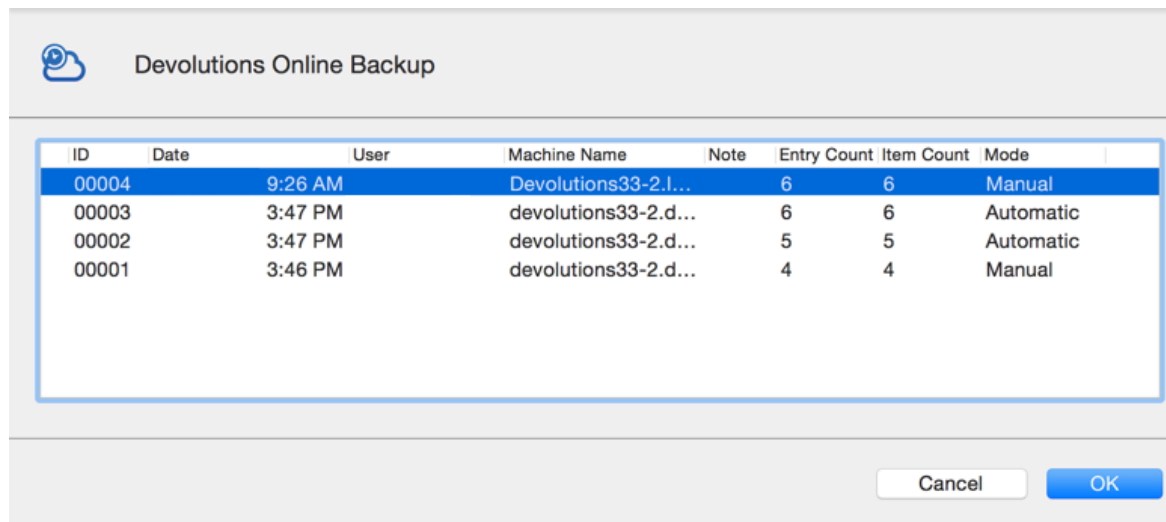 Devolutions Online Backup
ID Date User Machine Name Note Entry Count Item Count Mode
00004 9:26 AM Devolutions33-2.l... 6 6 Manual
00003 3:47 PM devolutions33-2.d... 6 6 Automatic
00002 3:47 PM devolutions33-2.d... 5 5 Automatic
00001 3:46 PM devolutions33-2.d... 4 4 Manual
Cancel OK